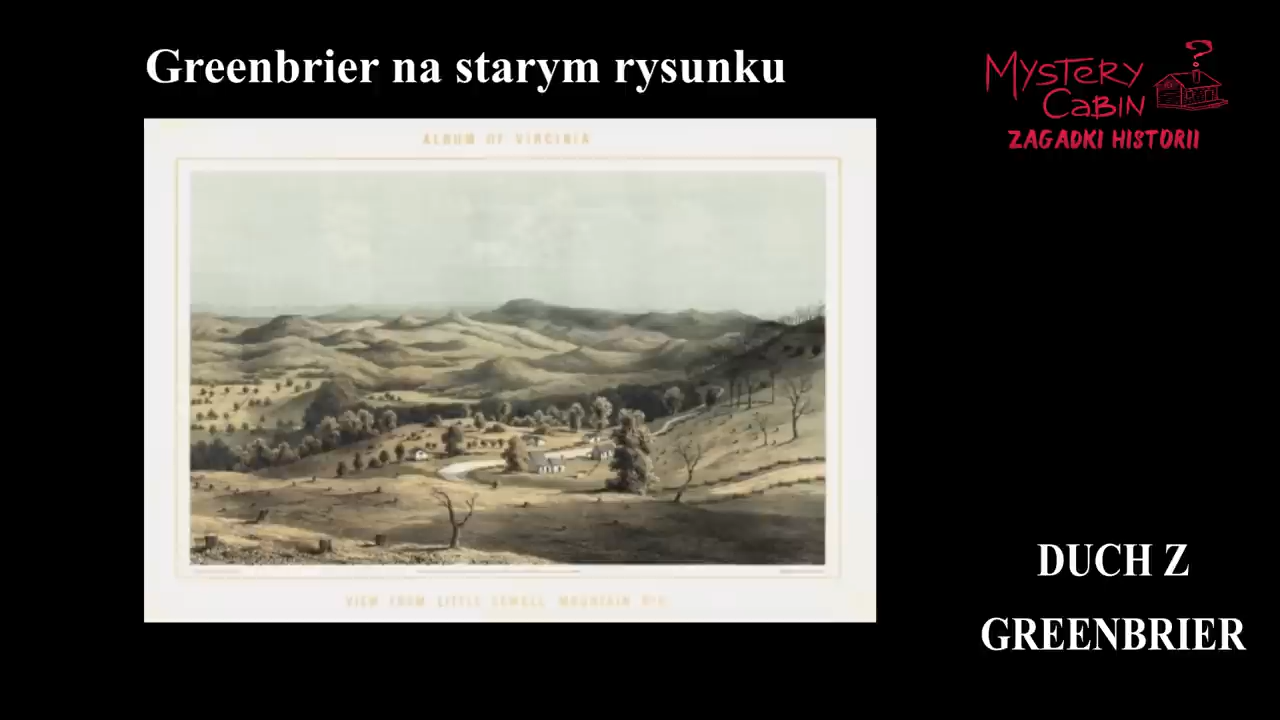 Greenbrier na starym rysunku
MYSTERY
CABIN
ZAGADKI HISTORII
ALBUM OF VIRGINIA
VIEW FROM LITTLE SEWELL MOUNTAIN
DUCH Z
GREENBRIER